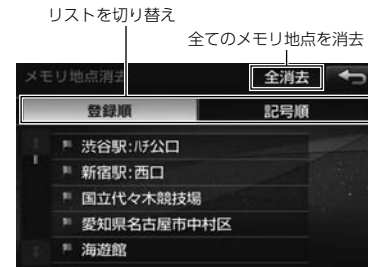 リストを切り替え
全てのメモリ地点を消去
メモリ地点消去
全消去
登録順
記号順
渋谷駅:ハチ公口
新宿駅:西口
国立代々木競技場
愛知県名古屋市中村区
海遊館